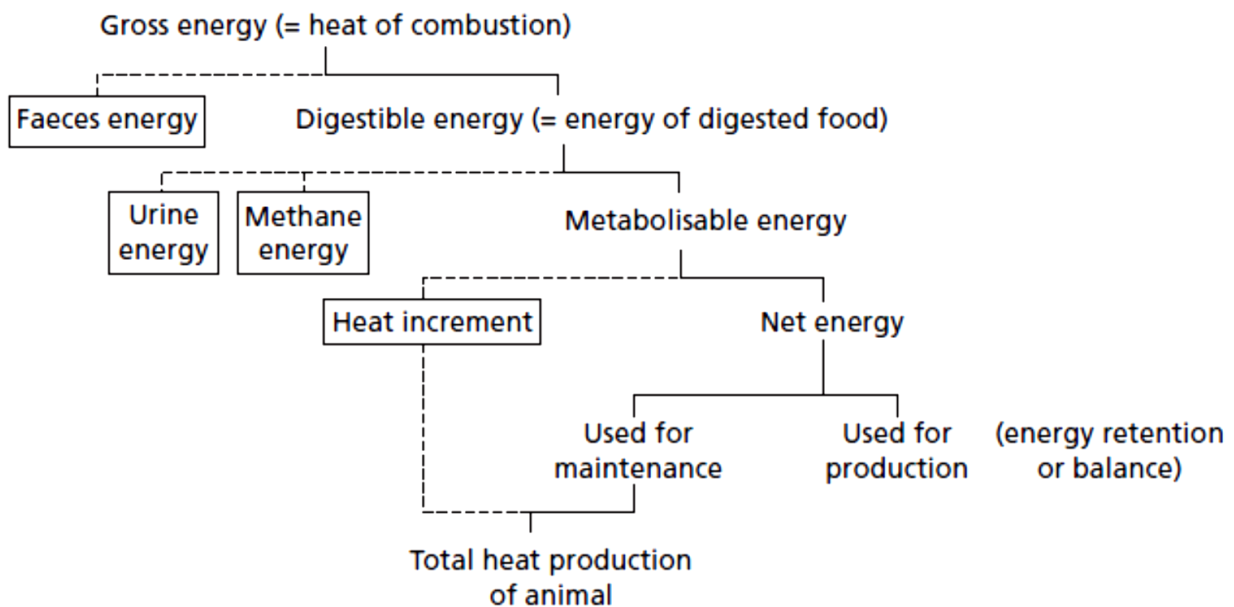 Gross energy (= heat of combustion)
Faeces energy
Digestible energy (= energy of digested food)
Urine
energy
Methane
energy
Metabolisable energy
Heat increment
Net energy
Used for
maintenance
Used for
production
(energy retention
or balance)
Total heat production
of animal